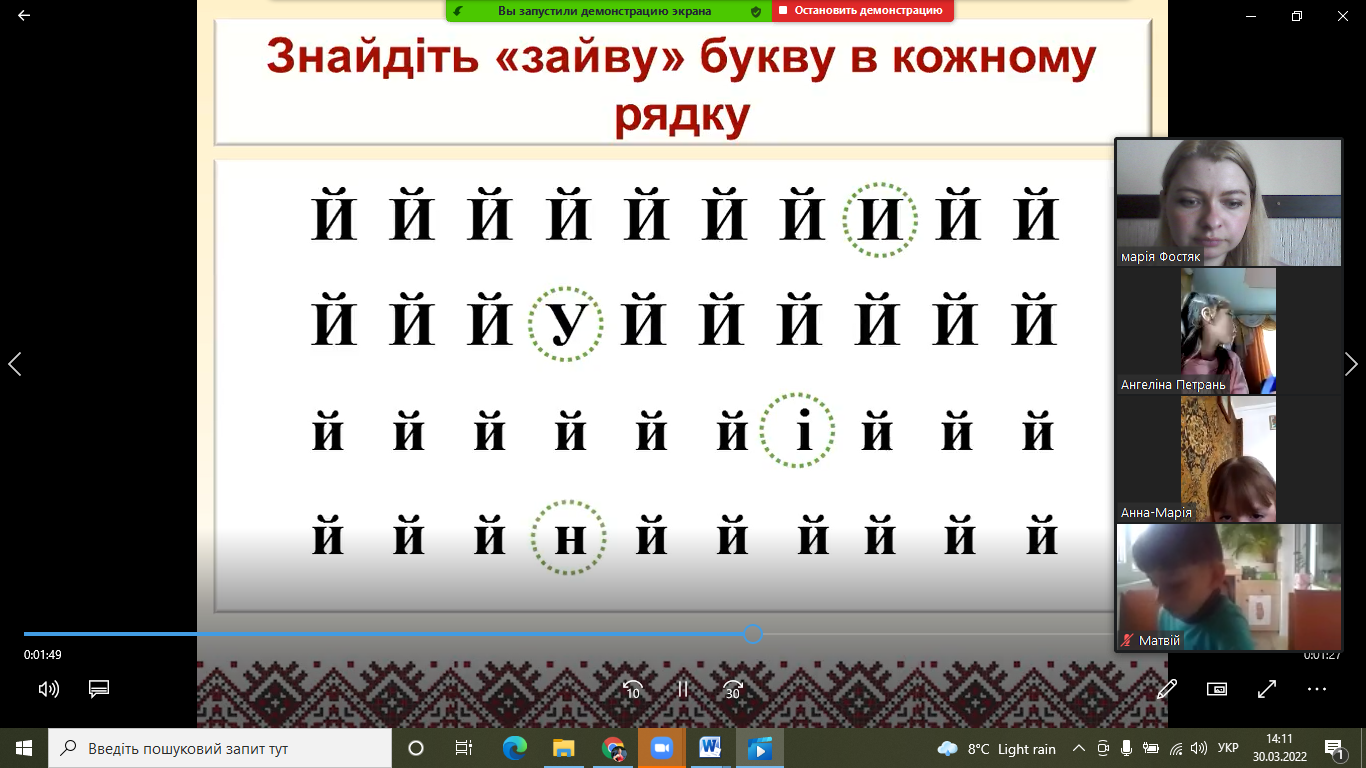 Вы запустили демонстрацию экрана
Остановить демонстрацию
Знайдіть «зайву» букву в кожному
рядку
Й Й Й Й Й Й Й И Й Й
Й Й Й У Й Й Й Й Й Й
й й й й й й і й й й
й й й н й й й й й й
марія Фостяк
Ангеліна Петрань
Анна-Марія
Матвій
0:01:49
0:01:27
10
30
Введіть пошуковий запит тут
8°C Light rain
УКР
14:11
30.03.2022
1